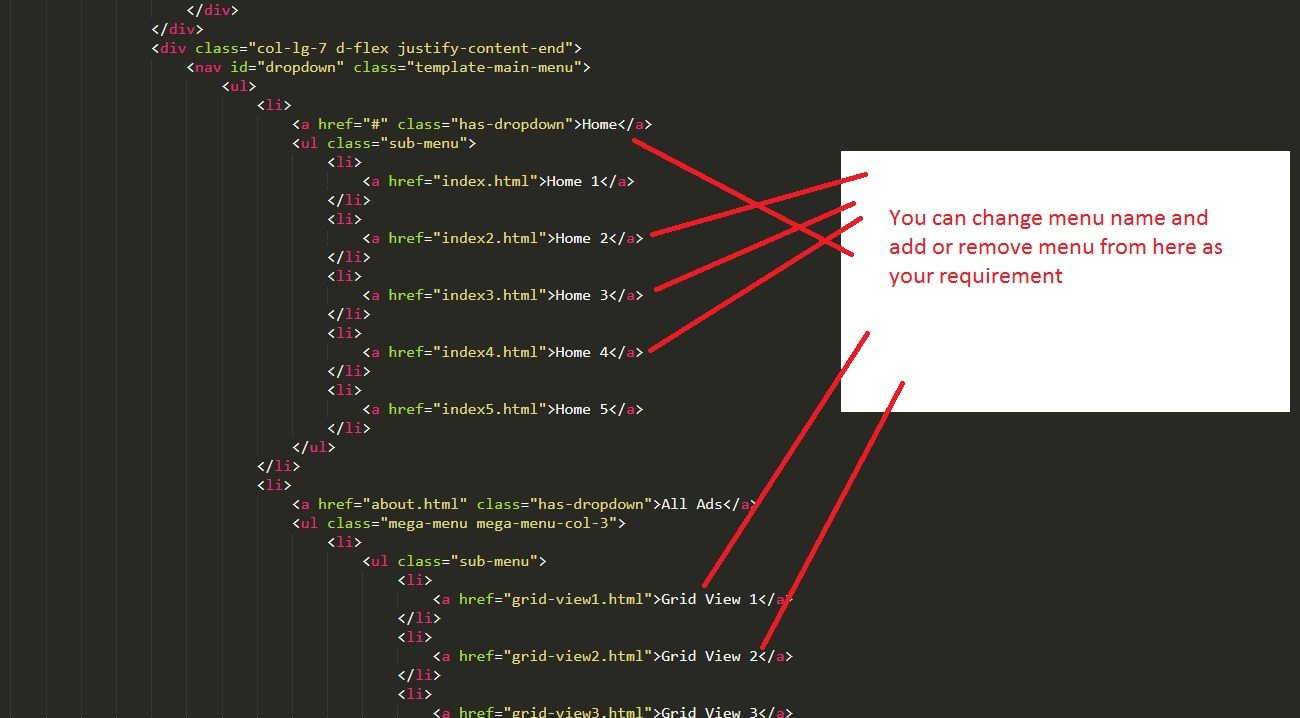 </div>
</div>
<div class="col-lg-7 d-flex justify-content-end">
<nav id="dropdown" class="template-main-menu">
<ul>
<li>
<a href="#" class="has-dropdown">Home</a>
<ul class="sub-menu">
<li>
<a href="index.html">Home 1</a>
</li>
<li>
<a href="index2.html">Home 2</a>
</li>
<li>
<a href="index3.html">Home 3</a>
</li>
<li>
<a href="index4.html">Home 4</a>
</li>
<li>
<a href="index5.html">Home 5</a>
</li>
</ul>
</li>
<li>
<a href="about.html" class="has-dropdown">All Ads</a>
<ul class="mega-menu mega-menu-col-3">
<li>
<ul class="sub-menu">
<li>
<a href="grid-view1.html">Grid View 1</a>
</li>
<li>
<a href="grid-view2.html">Grid View 2</a>
</li>
<li>
<a href="grid-view3.html">Grid View 3</a>
You can change menu name and
add or remove menu from here as
your requirement